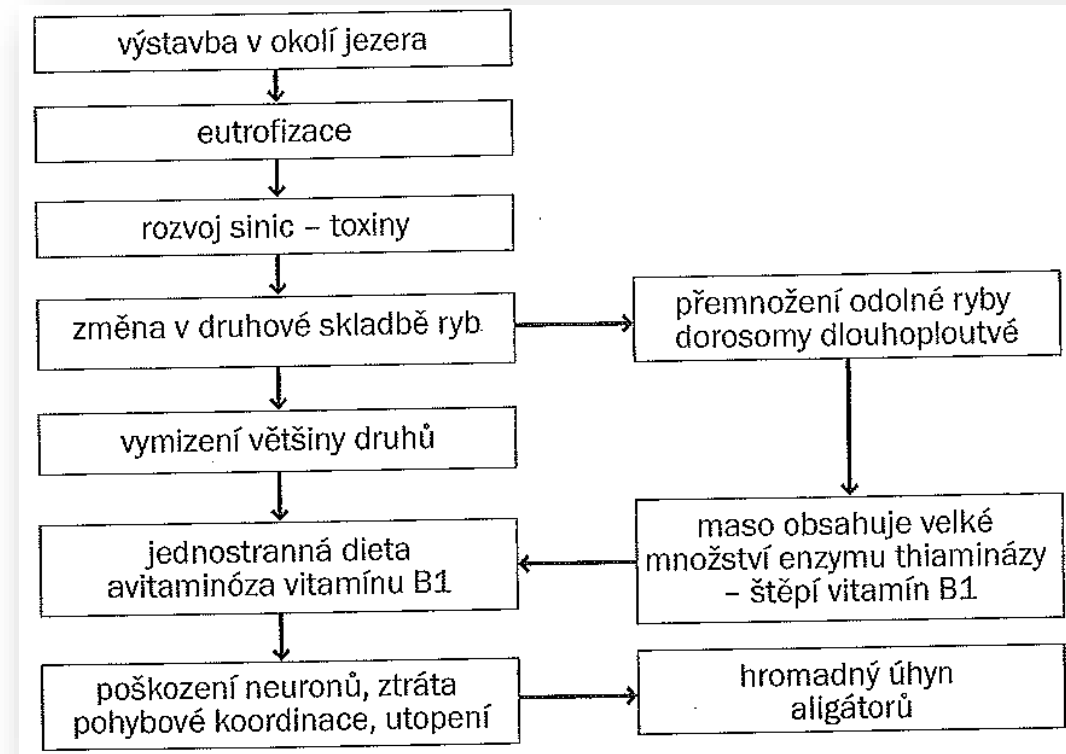 výstavba v okolí jezera
eutrofizace
rozvoj sinic – toxiny
změna v druhové skladbě ryb
přemnožení odolné ryby
dorosomy dlouhoploutvé
vymizení většiny druhů
maso obsahuje velké
množství enzymu thiaminázy
– štěpí vitamín B1
jednostranná dieta
avitaminóza vitamínu B1
poškození neuronů, ztráta
pohybové koordinace, utopení
hromadný úhyn
aligátorů